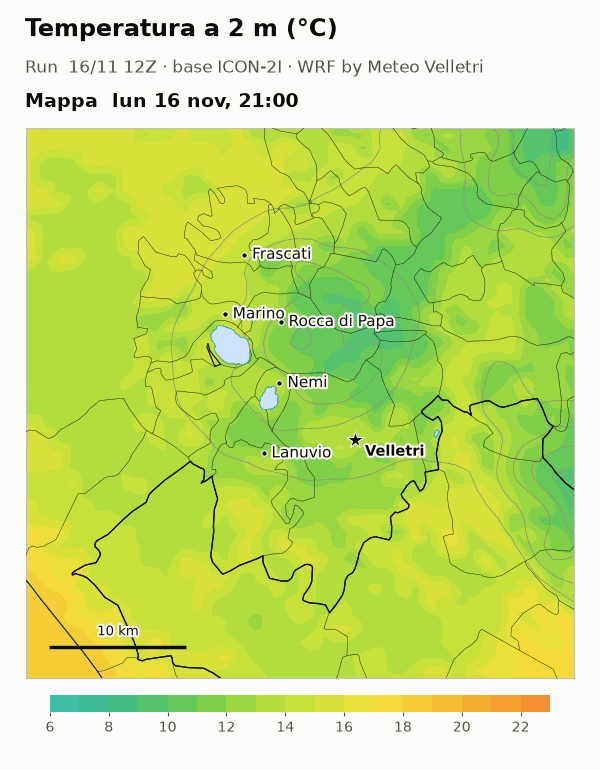 Temperatura a 2 m (°C)
Run  16/11 12Z · base ICON-2I · WRF by Meteo Velletri
Mappa  lun 16 nov, 21:00
Frascati
Marino
Rocca di Papa
Nemi
Velletri
Lanuvio
10 km
6 8 10 12 14 16 18 20 22